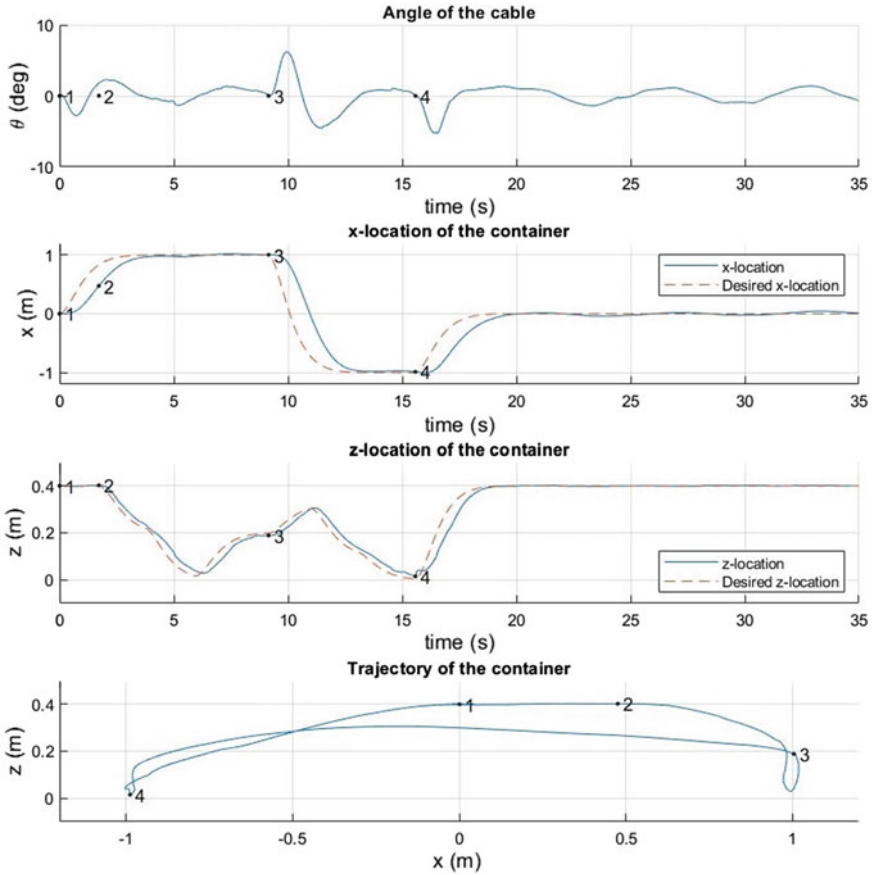 Angle of the cable
10
0
-10
θ (deg)
1
2
3
4
0 5 10 15 20 25 30 35
time (s)
x-location of the container
1
0
-1
x (m)
1
2
3
4
x-location
Desired x-location
0 5 10 15 20 25 30 35
time (s)
z-location of the container
0.4
0.2
0
z (m)
1
2
3
4
z-location
Desired z-location
0 5 10 15 20 25 30 35
time (s)
Trajectory of the container
0.4
0.2
0
z (m)
1
2
3
4
-1 -0.5 0 0.5 1
x (m)